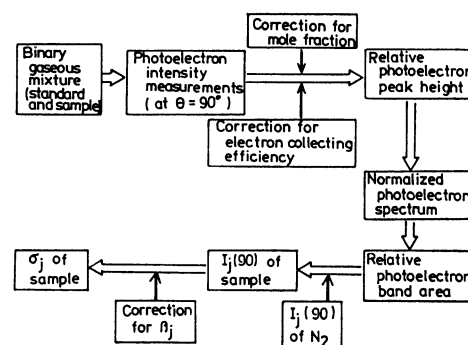 Correction for
mole fraction
Binary
gaseous
mixture
(standard
and sample)
Photoelectron
intensity
measurements
(at θ = 90°)
Relative
photoelectron
peak height
Correction for
electron collecting
efficiency
Normalized
photoelectron
spectrum
σj of
sample
Ij(90) of
sample
Relative
photoelectron
band area
Correction
for βj
Ij(90)
of N2